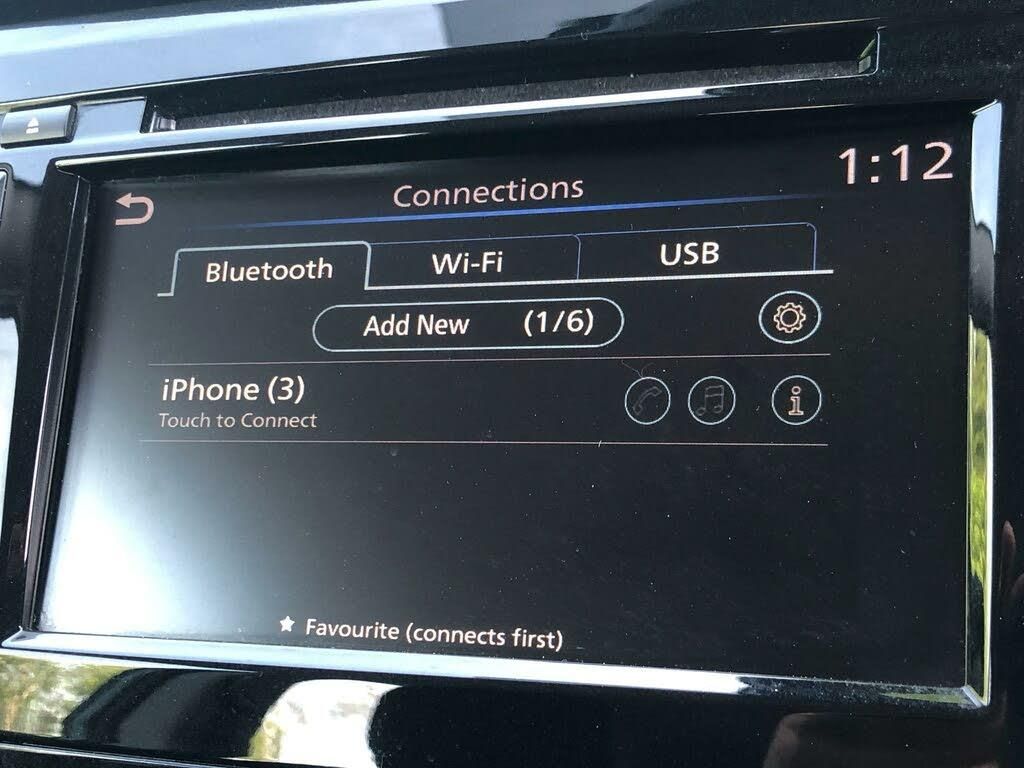 1:12
Connections
Bluetooth Wi-Fi USB
Add New (1/6)
iPhone (3)
Touch to Connect
Favourite (connects first)